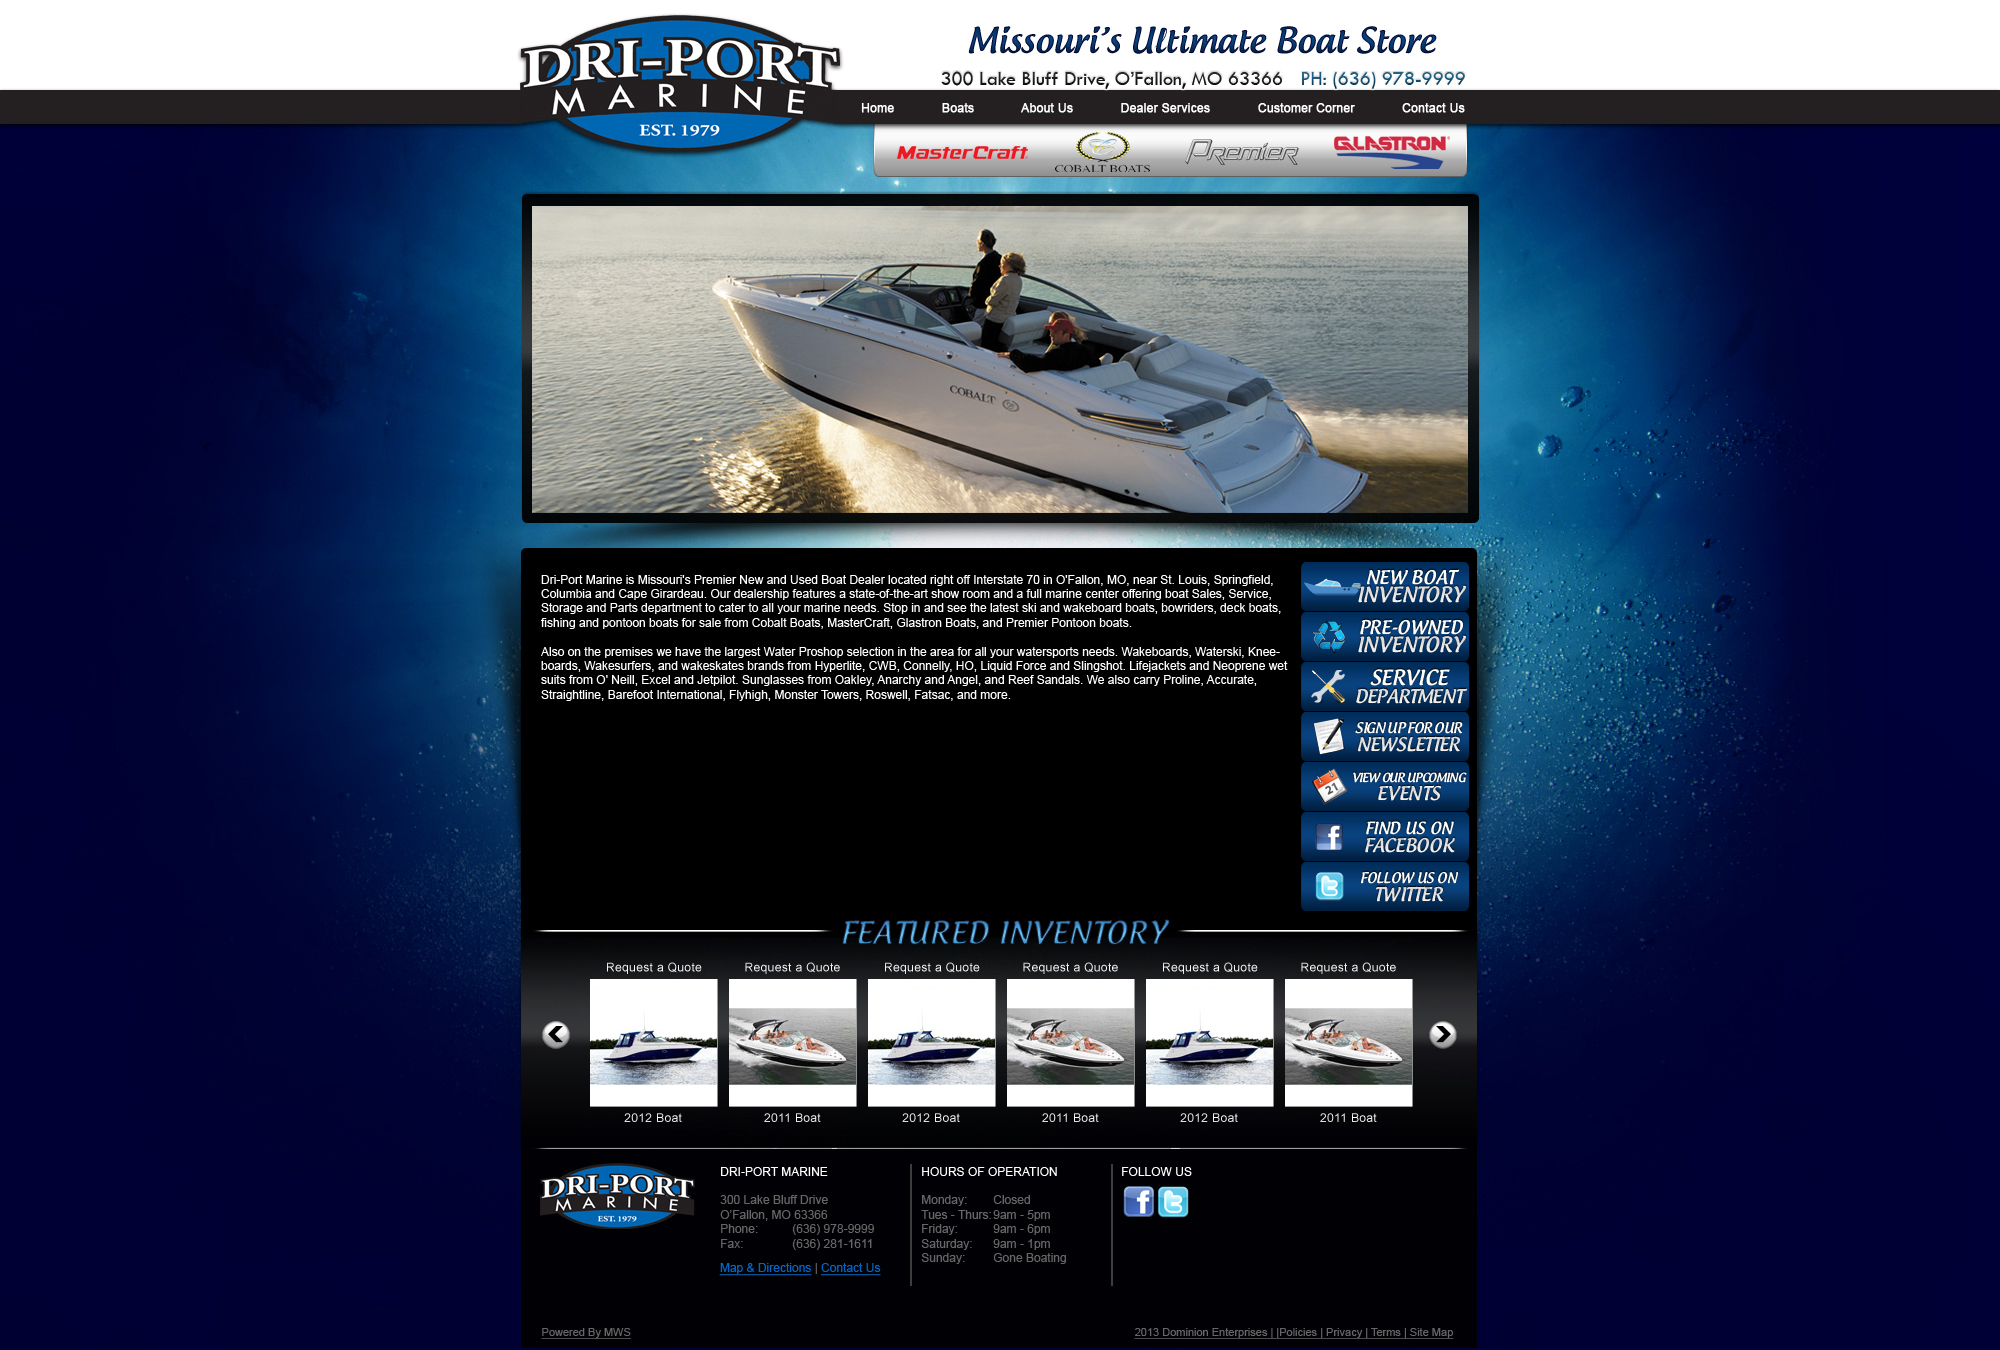 DRI-PORT
MARINE
EST. 1979
Missouri's Ultimate Boat Store
300 Lake Bluff Drive, O'Fallon, MO 63366 PH: (636) 978-9999
Home Boats About Us Dealer Services Customer Corner Contact Us
MasterCraft COBALT BOATS Premier GLASTRON
COBALT
Dri-Port Marine is Missouri's Premier New and Used Boat Dealer located right off Interstate 70 in O'Fallon, MO, near St. Louis, Springfield,
Columbia and Cape Girardeau. Our dealership features a state-of-the-art show room and a full marine center offering boat Sales, Service,
Storage and Parts department to cater to all your marine needs. Stop in and see the latest ski and wakeboard boats, bowriders, deck boats,
fishing and pontoon boats for sale from Cobalt Boats, MasterCraft, Glastron Boats, and Premier Pontoon boats.
Also on the premises we have the largest Water Proshop selection in the area for all your watersports needs. Wakeboards, Waterski, Knee-
boards, Wakesurfers, and wakeskates brands from Hyperlite, CWB, Connelly, HO, Liquid Force and Slingshot. Lifejackets and Neoprene wet
suits from O' Neill, Excel and Jetpilot. Sunglasses from Oakley, Anarchy and Angel, and Reef Sandals. We also carry Proline, Accurate,
Straightline, Barefoot International, Flyhigh, Monster Towers, Roswell, Fatsac, and more.
NEW BOAT
INVENTORY
PRE-OWNED
INVENTORY
SERVICE
DEPARTMENT
SIGN UP FOR OUR
NEWSLETTER
21
VIEW OUR UPCOMING
EVENTS
FIND US ON
FACEBOOK
FOLLOW US ON
TWITTER
FEATURED INVENTORY
Request a Quote Request a Quote Request a Quote Request a Quote Request a Quote Request a Quote
2012 Boat 2011 Boat 2012 Boat 2011 Boat 2012 Boat 2011 Boat
DRI-PORT
MARINE
EST. 1979
DRI-PORT MARINE
300 Lake Bluff Drive
O'Fallon, MO 63366
Phone: (636) 978-9999
Fax: (636) 281-1611
Map & Directions | Contact Us
HOURS OF OPERATION
Monday: Closed
Tues - Thurs: 9am - 5pm
Friday: 9am - 6pm
Saturday: 9am - 1pm
Sunday: Gone Boating
FOLLOW US
Powered By MWS
2013 Dominion Enterprises | |Policies | Privacy | Terms | Site Map